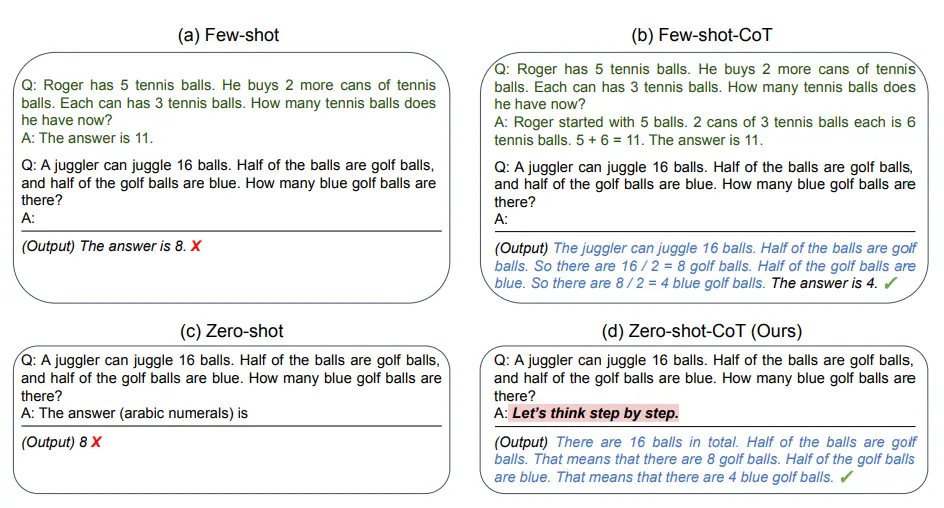 (a) Few-shot
Q: Roger has 5 tennis balls. He buys 2 more cans of tennis
balls. Each can has 3 tennis balls. How many tennis balls does
he have now?
A: The answer is 11.
Q: A juggler can juggle 16 balls. Half of the balls are golf balls,
and half of the golf balls are blue. How many blue golf balls are
there?
A:
(Output) The answer is 8. X
(b) Few-shot-CoT
Q: Roger has 5 tennis balls. He buys 2 more cans of tennis
balls. Each can has 3 tennis balls. How many tennis balls does
he have now?
A: Roger started with 5 balls. 2 cans of 3 tennis balls each is 6
tennis balls. 5 + 6 = 11. The answer is 11.
Q: A juggler can juggle 16 balls. Half of the balls are golf balls,
and half of the golf balls are blue. How many blue golf balls are
there?
A:
(Output) The juggler can juggle 16 balls. Half of the balls are golf
balls. So there are 16 / 2 = 8 golf balls. Half of the golf balls are
blue. So there are 8 / 2 = 4 blue golf balls. The answer is 4. ✓
(c) Zero-shot
Q: A juggler can juggle 16 balls. Half of the balls are golf balls,
and half of the golf balls are blue. How many blue golf balls are
there?
A: The answer (arabic numerals) is
(Output) 8 X
(d) Zero-shot-CoT (Ours)
Q: A juggler can juggle 16 balls. Half of the balls are golf balls,
and half of the golf balls are blue. How many blue golf balls are
there?
A: Let's think step by step.
(Output) There are 16 balls in total. Half of the balls are golf
balls. That means that there are 8 golf balls. Half of the golf balls
are blue. That means that there are 4 blue golf balls. ✓